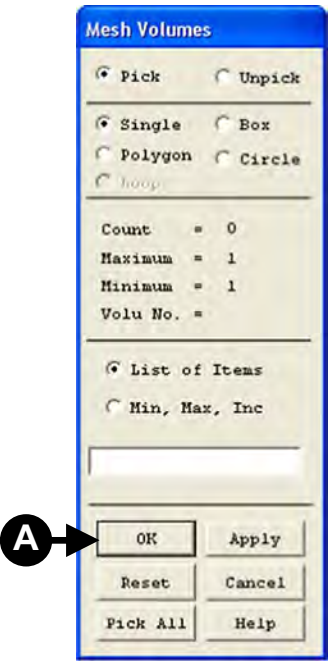 Mesh Volumes
Pick Unpick
Single Box
Polygon Circle
Loop
Count = 0
Maximum = 1
Minimum = 1
Volu No. =
List of Items
Min, Max, Inc
A OK Apply
Reset Cancel
Pick All Help